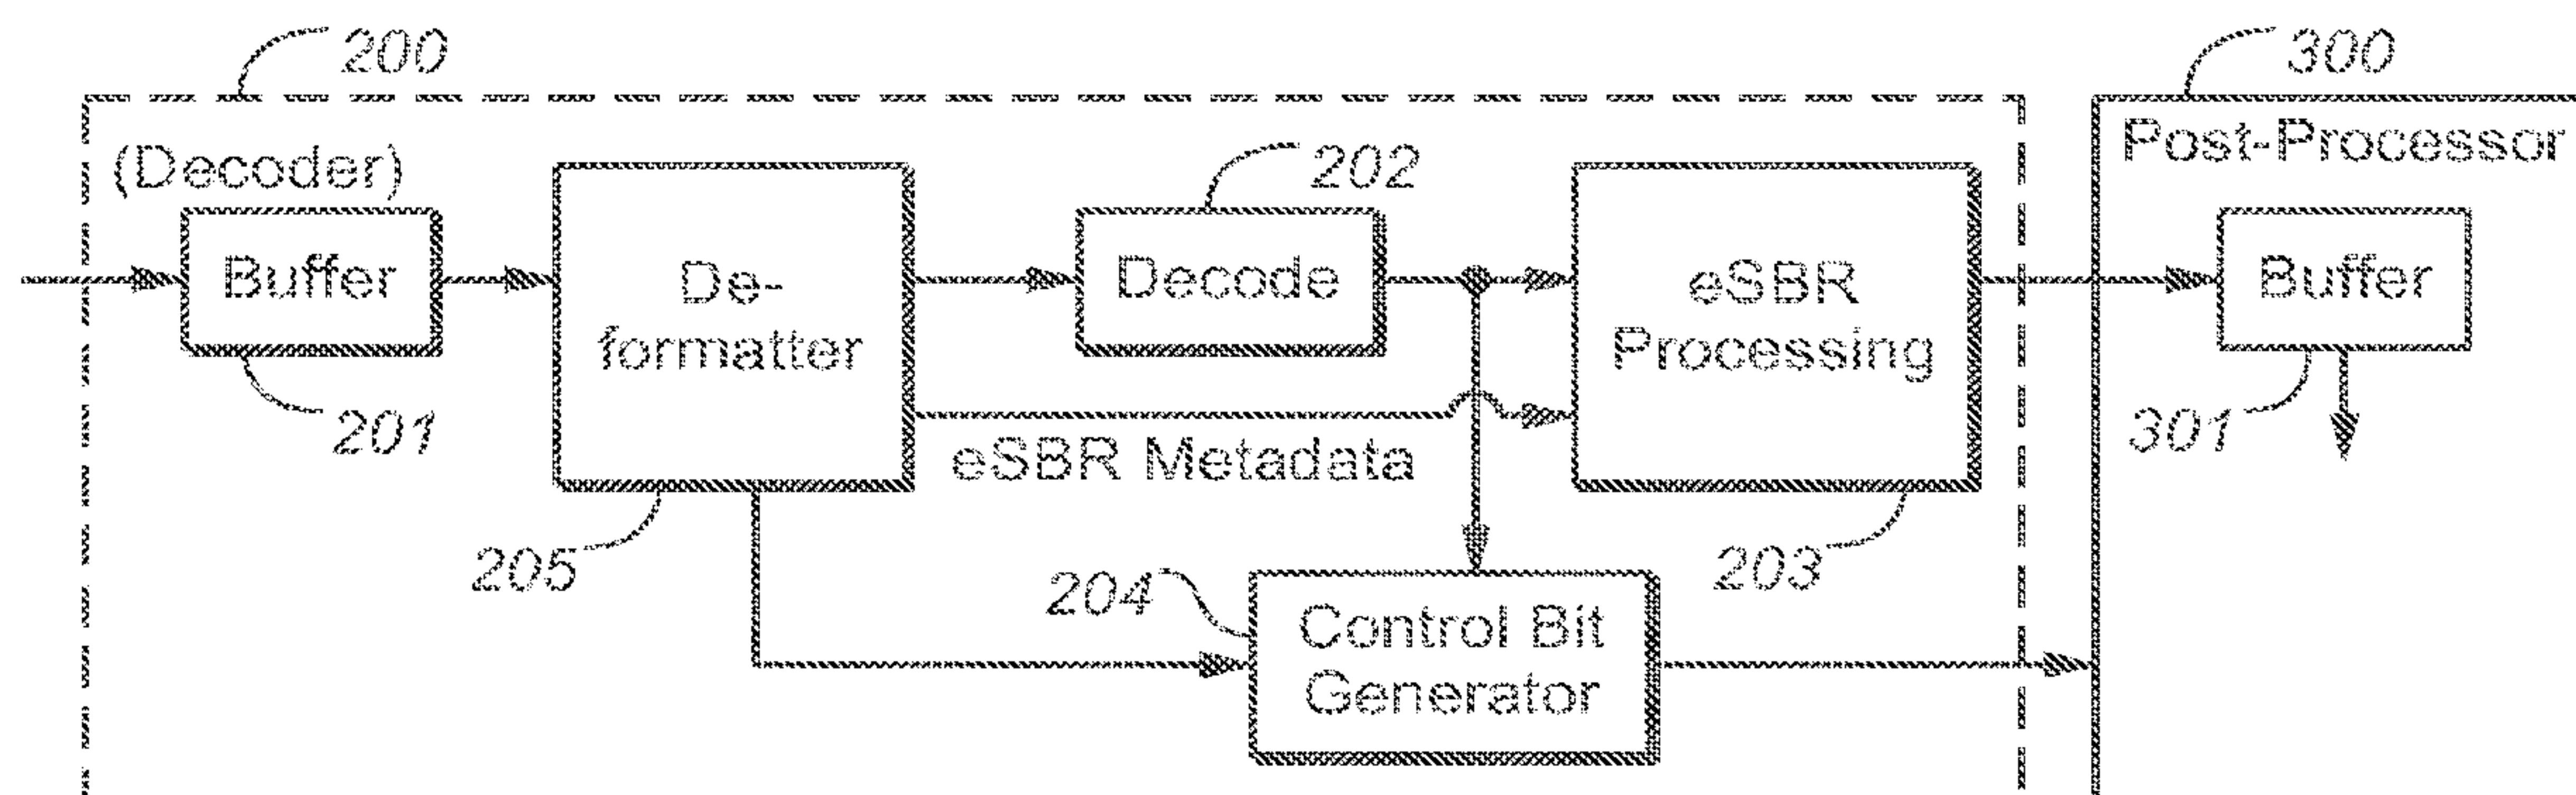 200
300
(Decoder)
Post-Processor
202
Buffer
De-
formatter
Decode
eSBR
Processing
Buffer
201
eSBR Metadata
301
205
204
203
Control Bit
Generator